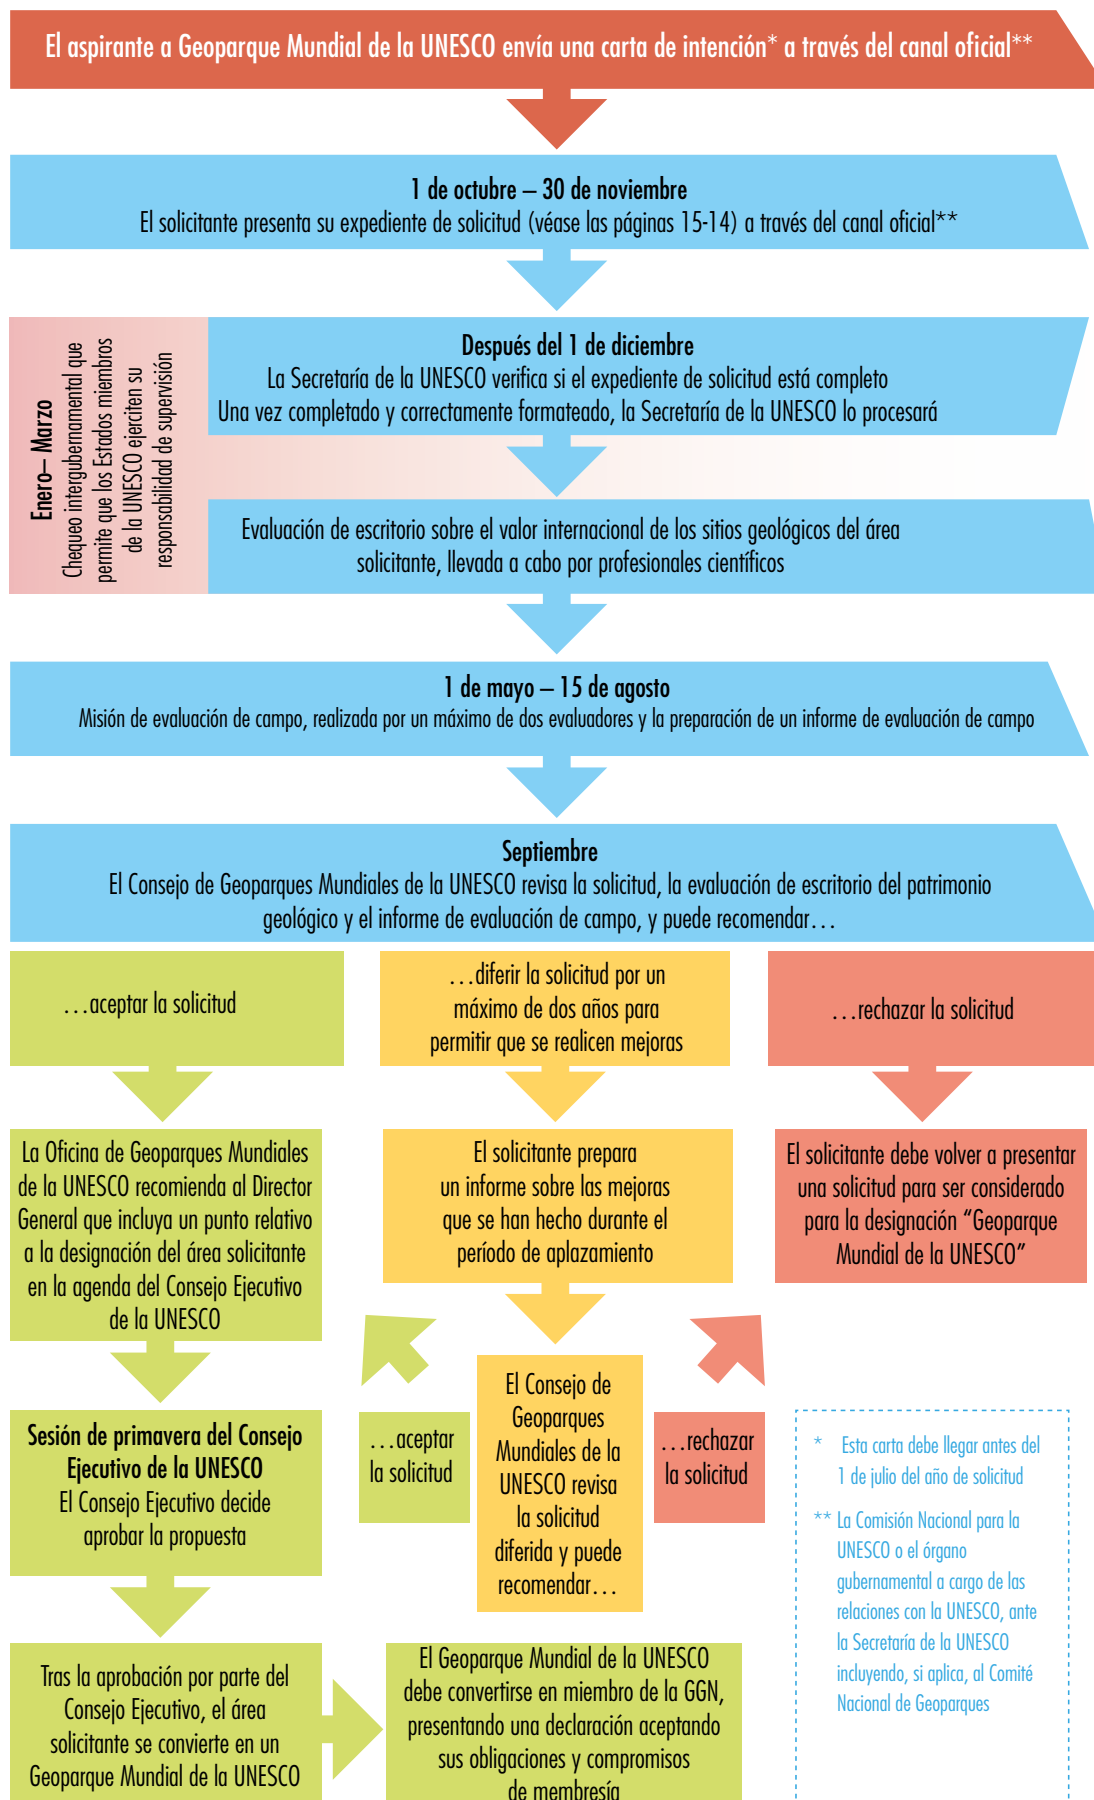 El aspirante a Geoparque Mundial de la UNESCO envía una carta de intención* a través del canal oficial**
1 de octubre – 30 de noviembre
El solicitante presenta su expediente de solicitud (véase las páginas 15-14) a través del canal oficial**
Enero– Marzo
Chequeo intergubernamental que
permite que los Estados miembros
de la UNESCO ejerciten su
responsabilidad de supervisión
Después del 1 de diciembre
La Secretaría de la UNESCO verifica si el expediente de solicitud está completo
Una vez completado y correctamente formateado, la Secretaría de la UNESCO lo procesará
Evaluación de escritorio sobre el valor internacional de los sitios geológicos del área
solicitante, llevada a cabo por profesionales científicos
1 de mayo – 15 de agosto
Misión de evaluación de campo, realizada por un máximo de dos evaluadores y la preparación de un informe de evaluación de campo
Septiembre
El Consejo de Geoparques Mundiales de la UNESCO revisa la solicitud, la evaluación de escritorio del patrimonio
geológico y el informe de evaluación de campo, y puede recomendar...
...aceptar la solicitud
...diferir la solicitud por un
máximo de dos años para
permitir que se realicen mejoras
...rechazar la solicitud
La Oficina de Geoparques Mundiales
de la UNESCO recomienda al Director
General que incluya un punto relativo
a la designación del área solicitante
en la agenda del Consejo Ejecutivo
de la UNESCO
El solicitante prepara
un informe sobre las mejoras
que se han hecho durante el
período de aplazamiento
El solicitante debe volver a presentar
una solicitud para ser considerado
para la designación “Geoparque
Mundial de la UNESCO”
Sesión de primavera del Consejo
Ejecutivo de la UNESCO
El Consejo Ejecutivo decide
aprobar la propuesta
...aceptar
la solicitud
El Consejo de
Geoparques
Mundiales de la
UNESCO revisa
la solicitud
diferida y puede
recomendar...
...rechazar
la solicitud
* Esta carta debe llegar antes del
1 de julio del año de solicitud
** La Comisión Nacional para la
UNESCO o el órgano
gubernamental a cargo de las
relaciones con la UNESCO, ante
la Secretaría de la UNESCO
incluyendo, si aplica, al Comité
Nacional de Geoparques
Tras la aprobación por parte del
Consejo Ejecutivo, el área
solicitante se convierte en un
Geoparque Mundial de la UNESCO
El Geoparque Mundial de la UNESCO
debe convertirse en miembro de la GGN,
presentando una declaración aceptando
sus obligaciones y compromisos
de membresía